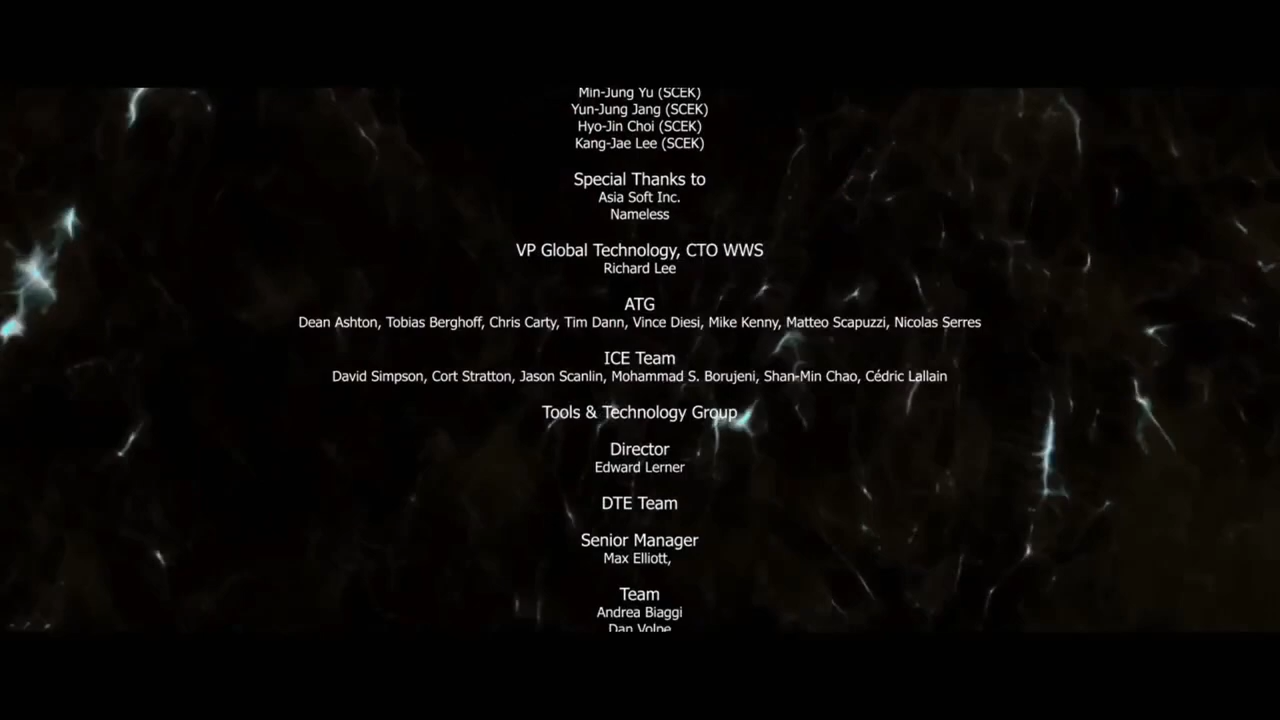 Min-Jung Yu (SCEK)
Yun-Jung Jang (SCEK)
Hyo-Jin Choi (SCEK)
Kang-Jae Lee (SCEK)
Special Thanks to
Asia Soft Inc.
Nameless
VP Global Technology, CTO WWS
Richard Lee
ATG
Dean Ashton, Tobias Berghoff, Chris Carty, Tim Dann, Vince Diesi, Mike Kenny, Matteo Scapuzzi, Nicolas Serres
ICE Team
David Simpson, Cort Stratton, Jason Scanlin, Mohammad S. Borujeni, Shan-Min Chao, Cédric Lallain
Tools & Technology Group
Director
Edward Lerner
DTE Team
Senior Manager
Max Elliott,
Team
Andrea Biaggi
Dan Volpe